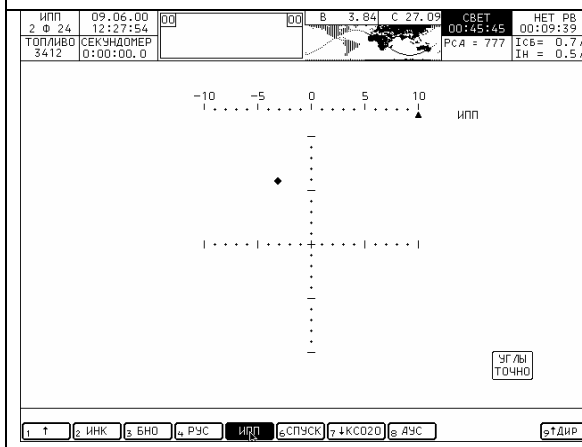 ИПП 09.06.00 00 00 В 3.84 С 27.09 СВЕТ НЕТ РВ
2 Ф 24 12:27:54 00:45:45 00:09:39
ТОПЛИВО СЕКУНДОМЕР РСД = 777 IСБ= 0.7
3412 0:00:00.0 IН = 0.5
-10 -5 0 5 10
ИПП
УГЛЫ
ТОЧНО
1 ↑ 2 ИНК 3 БНО 4 РУС ИПП 6 СПУСК 7 ↓КСО20 8 АУС 9↑ДИР